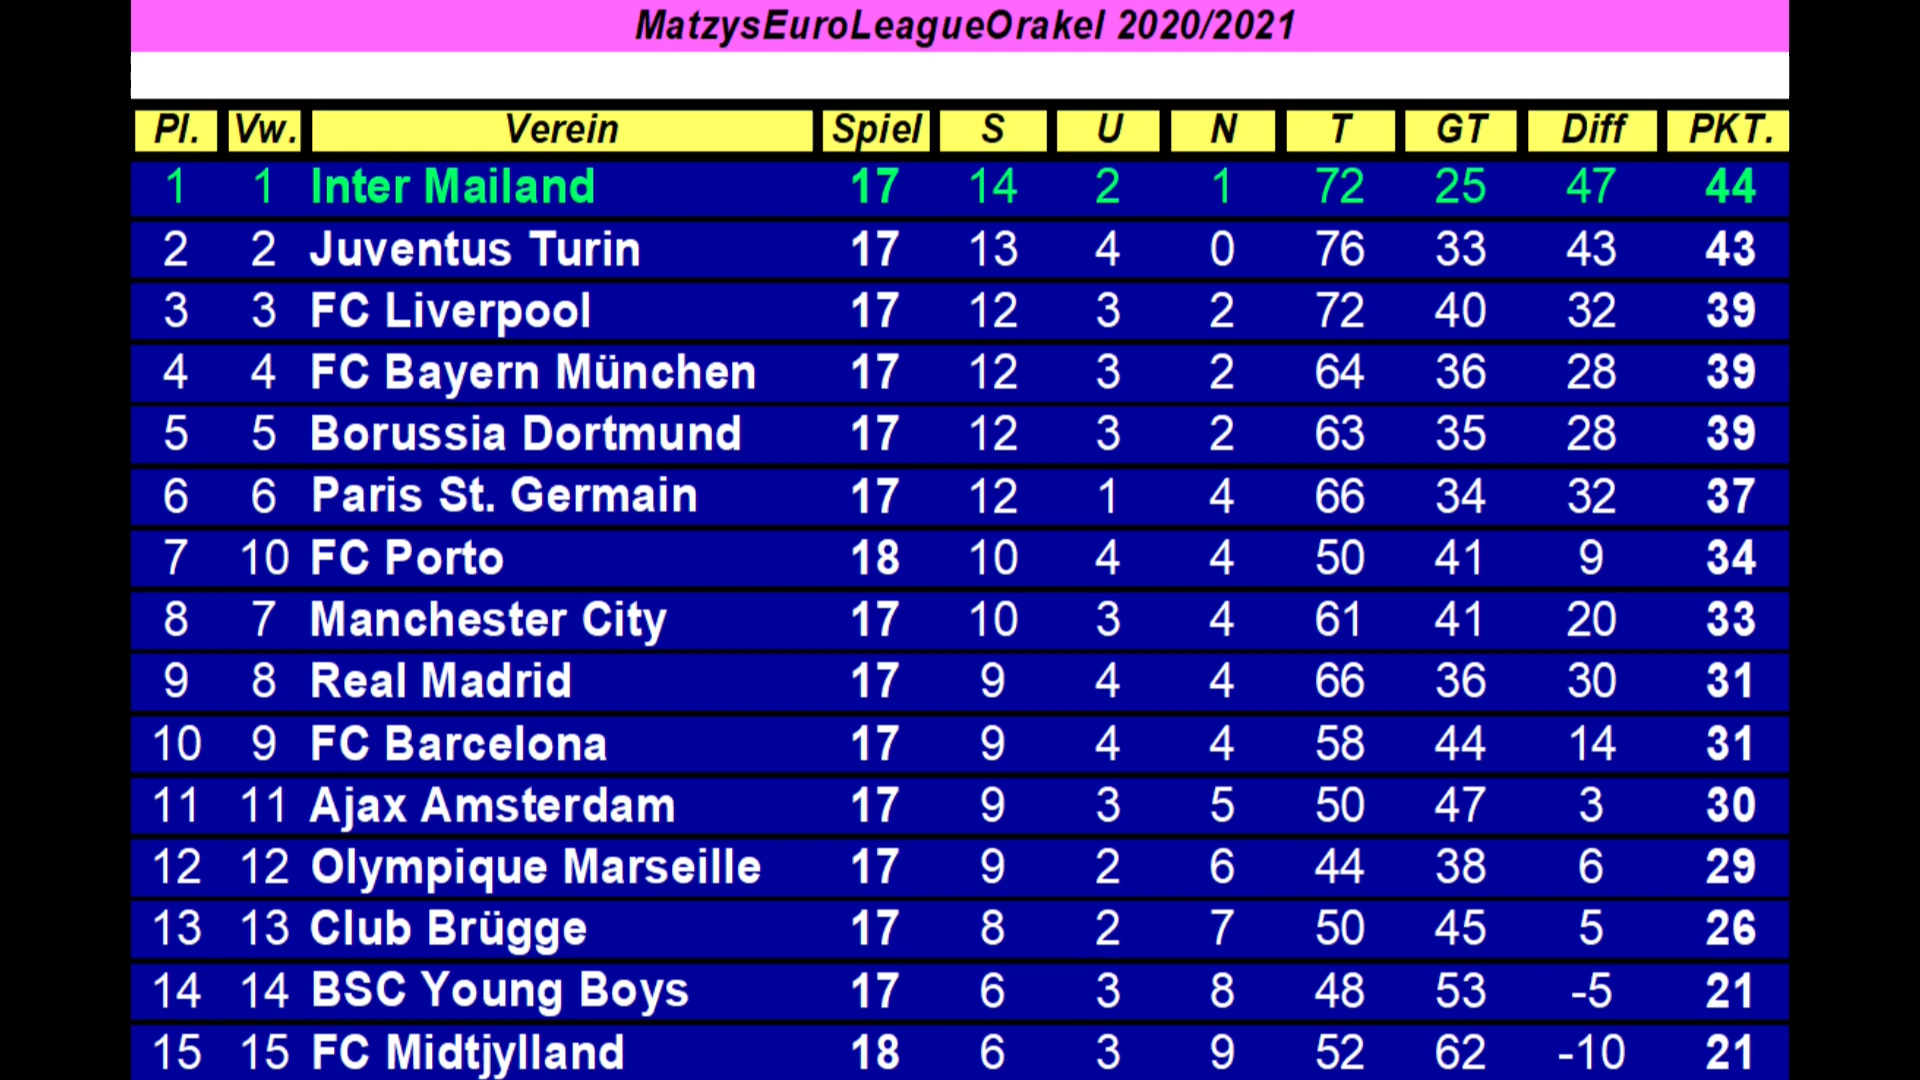 MatzysEuroLeagueOrakel 2020/2021
Pl. Vw. Verein Spiel S U N T GT Diff PKT.
1 1 Inter Mailand 17 14 2 1 72 25 47 44
2 2 Juventus Turin 17 13 4 0 76 33 43 43
3 3 FC Liverpool 17 12 3 2 72 40 32 39
4 4 FC Bayern München 17 12 3 2 64 36 28 39
5 5 Borussia Dortmund 17 12 3 2 63 35 28 39
6 6 Paris St. Germain 17 12 1 4 66 34 32 37
7 10 FC Porto 18 10 4 4 50 41 9 34
8 7 Manchester City 17 10 3 4 61 41 20 33
9 8 Real Madrid 17 9 4 4 66 36 30 31
10 9 FC Barcelona 17 9 4 4 58 44 14 31
11 11 Ajax Amsterdam 17 9 3 5 50 47 3 30
12 12 Olympique Marseille 17 9 2 6 44 38 6 29
13 13 Club Brügge 17 8 2 7 50 45 5 26
14 14 BSC Young Boys 17 6 3 8 48 53 -5 21
15 15 FC Midtjylland 18 6 3 9 52 62 -10 21